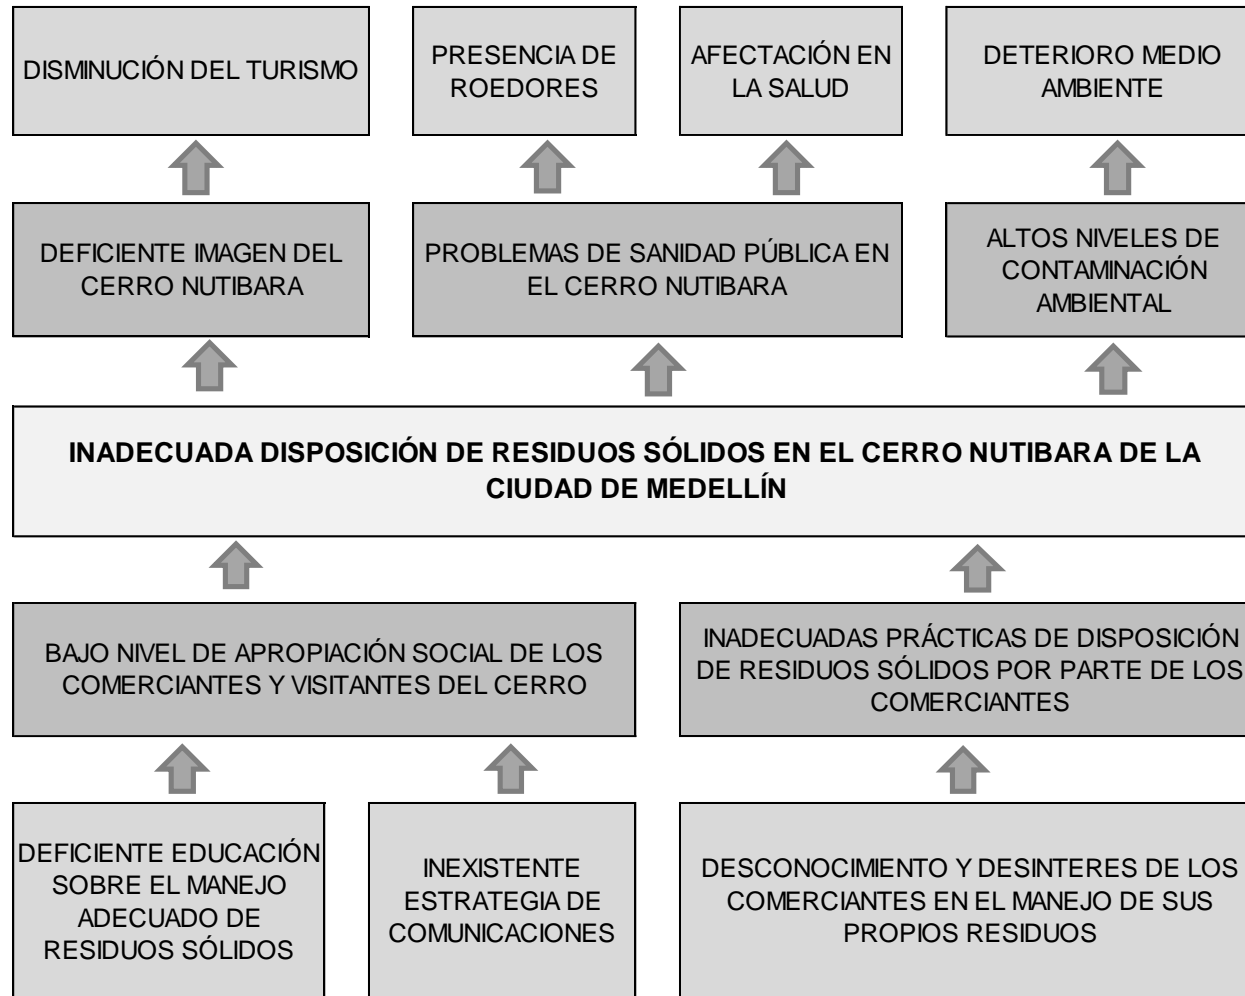 DISMINUCIÓN DEL TURISMO
PRESENCIA DE
ROEDORES
AFECTACIÓN EN
LA SALUD
DETERIORO MEDIO
AMBIENTE
DEFICIENTE IMAGEN DEL
CERRO NUTIBARA
PROBLEMAS DE SANIDAD PÚBLICA EN
EL CERRO NUTIBARA
ALTOS NIVELES DE
CONTAMINACIÓN
AMBIENTAL
INADECUADA DISPOSICIÓN DE RESIDUOS SÓLIDOS EN EL CERRO NUTIBARA DE LA
CIUDAD DE MEDELLÍN
BAJO NIVEL DE APROPIACIÓN SOCIAL DE LOS
COMERCIANTES Y VISITANTES DEL CERRO
INADECUADAS PRÁCTICAS DE DISPOSICIÓN
DE RESIDUOS SÓLIDOS POR PARTE DE LOS
COMERCIANTES
DEFICIENTE EDUCACIÓN
SOBRE EL MANEJO
ADECUADO DE
RESIDUOS SÓLIDOS
INEXISTENTE
ESTRATEGIA DE
COMUNICACIONES
DESCONOCIMIENTO Y DESINTERES DE LOS
COMERCIANTES EN EL MANEJO DE SUS
PROPIOS RESIDUOS